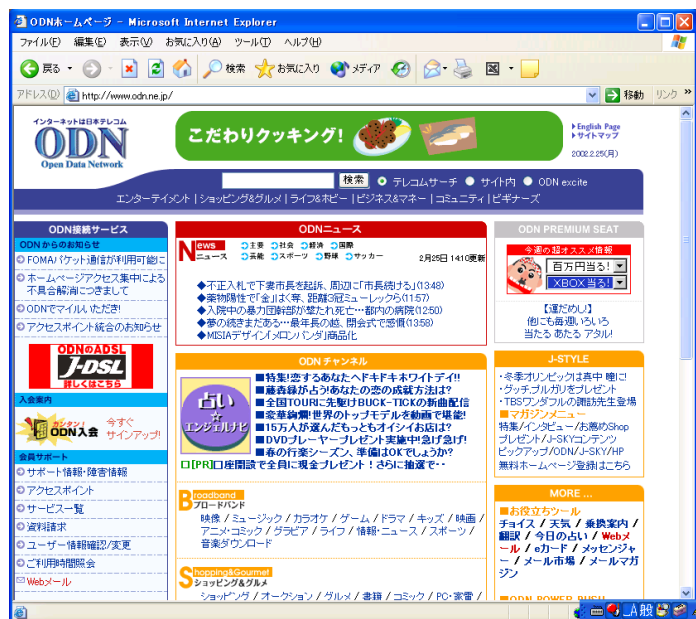 ODNホームページ - Microsoft Internet Explorer
ファイル(F) 編集(E) 表示(V) お気に入り(A) ツール(T) ヘルプ(H)
戻る 検索 お気に入り メディア
アドレス(D) http://www.odn.ne.jp/ 移動 リンク »
インターネットは日本テレコム
ODN
Open Data Network
こだわりクッキング!
English Page
サイトマップ
2002.2.25(月)
検索 テレコムサーチ サイト内 ODN excite
エンターテイメント | ショッピング&グルメ | ライフ&ホビー | ビジネス&マネー | コミュニティ | ビギナーズ
ODN接続サービス
ODN からのお知らせ
FOMAパケット通信が利用可能に
ホームページアクセス集中による
不具合解消につきまして
ODNでマイルいただき!
アクセスポイント統合のお知らせ
ODNのADSL
J-DSL
詳しくはこちら
入会案内
カンタン!
ODN入会
今すぐ
サインアップ!
会員サポート
サポート情報・障害情報
アクセスポイント
サービス一覧
資料請求
ユーザー情報確認/変更
ご利用時間照会
Webメール
ODNニュース
News
ニュース
主要 社会 経済 国際
芸能 スポーツ 野球 サッカー
2月25日 14:10更新
◆不正入札で下妻市長を起訴、周辺に「市長続ける」(13:48)
◆薬物陽性で「金」はく奪、距離3冠ミューレックら(11:57)
◆入院中の暴力団幹部が撃たれ死亡…都内の病院(12:50)
◆夢の続きまだある…最年長の越、閉会式で感慨(13:58)
◆MISIAデザイン「メロンパンダ」商品化
ODN チャンネル
占い
☆
エンジェルナビ
■特集!恋するあなたへドキドキホワイトデイ!!
■藤森緑が占う!あなたの恋の成就方法は?
■全国TOURに先駆けBUCK-TICKの新曲配信
■豪華絢爛!世界のトップモデルを動画で堪能!
■15万人が選んだもっともオイシイお店は?
■DVDプレーヤープレゼント実施中!急げ急げ!
■春の行楽シーズン、準備はOKでしょうか?
□[PR]口座開設で全員に現金プレゼント!さらに抽選で・・
Broadband
ブロードバンド
映像 / ミュージック / カラオケ / ゲーム / ドラマ / キッズ / 映画 /
アニメ・コミック / グラビア / ライフ / 情報・ニュース / スポーツ /
音楽ダウンロード
Shopping&Gourmet
ショッピング&グルメ
ショッピング / オークション / グルメ / 書籍 / コミック / PC・家電 /
ODN PREMIUM SEAT
今週の超オススメ情報
百万円当る!
XBOX当る!
【運だめし】
他にも毎週いろいろ
当たる あたる アタル!
J-STYLE
・冬季オリンピックは真中 瞳に!
・グッチ、ブルガリをプレゼント
・TBSワンダフルの諏訪先生登場
■マガジンメニュー
特集/インタビュー/お薦めShop
プレゼント/J-SKYコンテンツ
ピックアップ/ODN/J-SKY/HP
無料ホームページ登録はこちら
MORE ...
■お役立ちツール
チョイス / 天気 / 乗換案内 /
翻訳 / 今日の占い / Webメ
ール / eカード / メッセンジャ
ー / メール市場 / メールマガ
ジン
■ODN POWER PUSH
A般